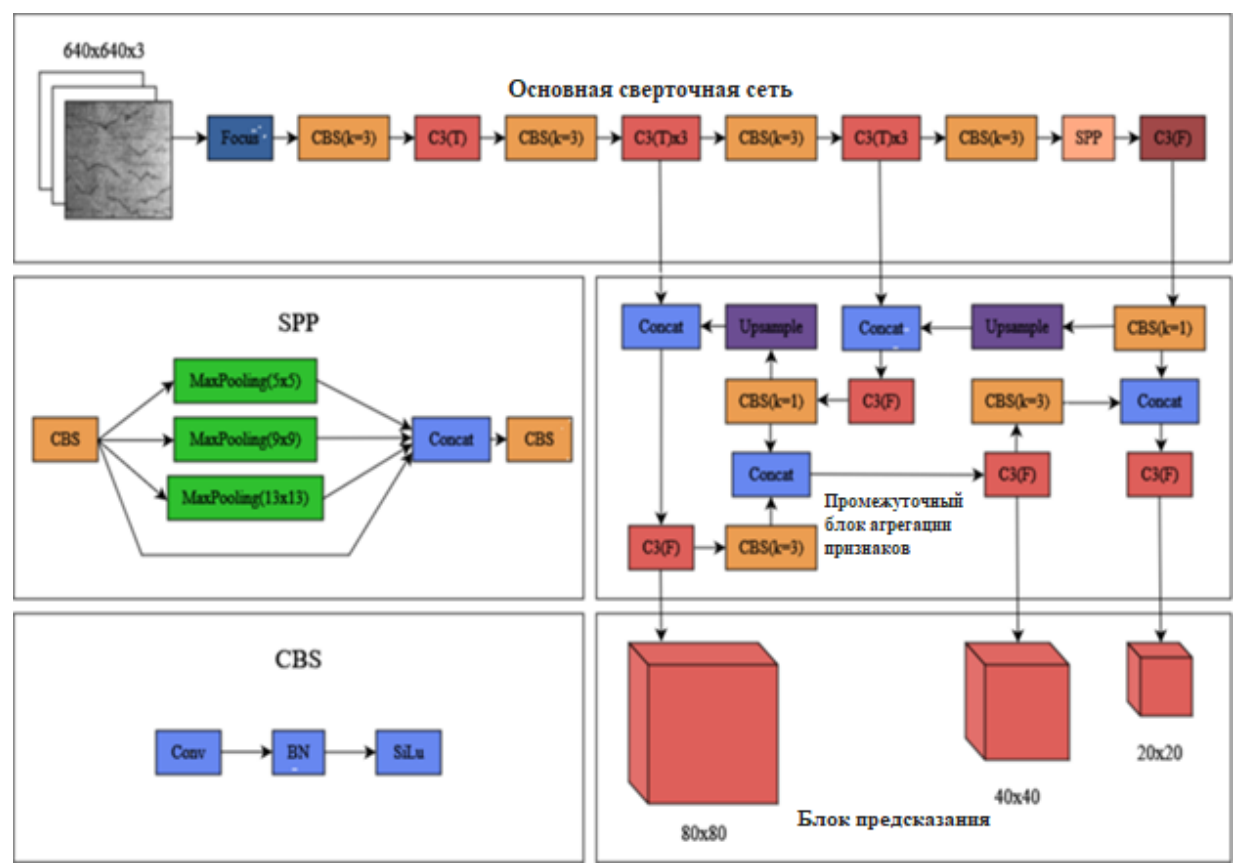 640x640x3
Основная сверточная сеть
Focus
CBS(k=3)
C3(T)
CBS(k=3)
C3(T)x3
CBS(k=3)
C3(T)x3
CBS(k=3)
SPP
C3(F)
SPP
MaxPooling(5x5)
CBS
MaxPooling(9x9)
Concat
CBS
MaxPooling(13x13)
Concat
Upsample
Concat
Upsample
CBS(k=1)
CBS(k=1)
C3(F)
CBS(k=3)
Concat
Concat
C3(F)
C3(F)
Промежуточный
блок агрегации
признаков
C3(F)
CBS(k=3)
CBS
Conv
BN
SiLu
20x20
40x40
80x80
Блок предсказания